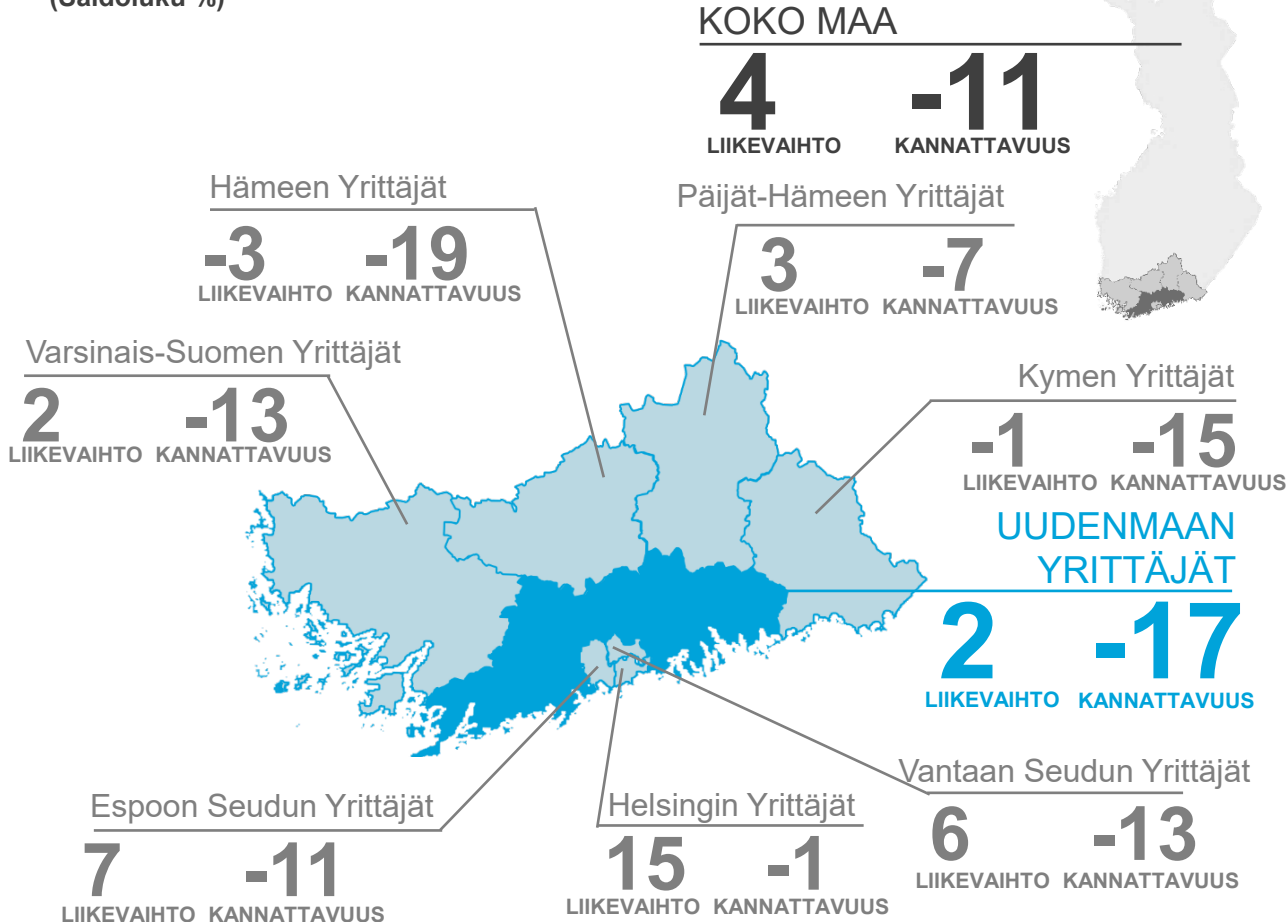 (Saldoluku %)
KOKO MAA
4 -11
LIIKEVAIHTO KANNATTAVUUS
Hämeen Yrittäjät
-3 -19
LIIKEVAIHTO KANNATTAVUUS
Päijät-Hämeen Yrittäjät
3 -7
LIIKEVAIHTO KANNATTAVUUS
Varsinais-Suomen Yrittäjät
2 -13
LIIKEVAIHTO KANNATTAVUUS
Kymen Yrittäjät
-1 -15
LIIKEVAIHTO KANNATTAVUUS
UUDENMAAN
YRITTÄJÄT
2 -17
LIIKEVAIHTO KANNATTAVUUS
Vantaan Seudun Yrittäjät
6 -13
LIIKEVAIHTO KANNATTAVUUS
Espoon Seudun Yrittäjät
7 -11
LIIKEVAIHTO KANNATTAVUUS
Helsingin Yrittäjät
15 -1
LIIKEVAIHTO KANNATTAVUUS